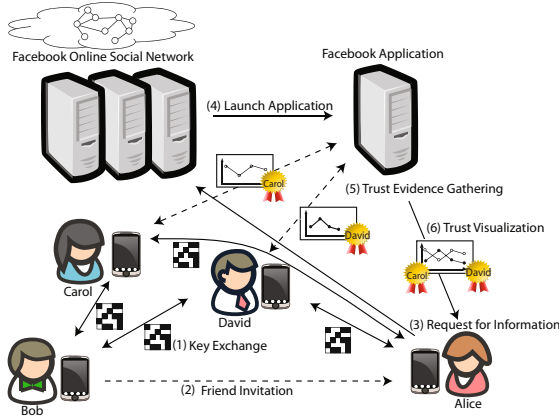 Facebook Online Social Network
Facebook Application
(4) Launch Application
Carol
(5) Trust Evidence Gathering
David
(6) Trust Visualization
Carol
David
Carol
David
(3) Request for Information
(1) Key Exchange
(2) Friend Invitation
Bob
Alice